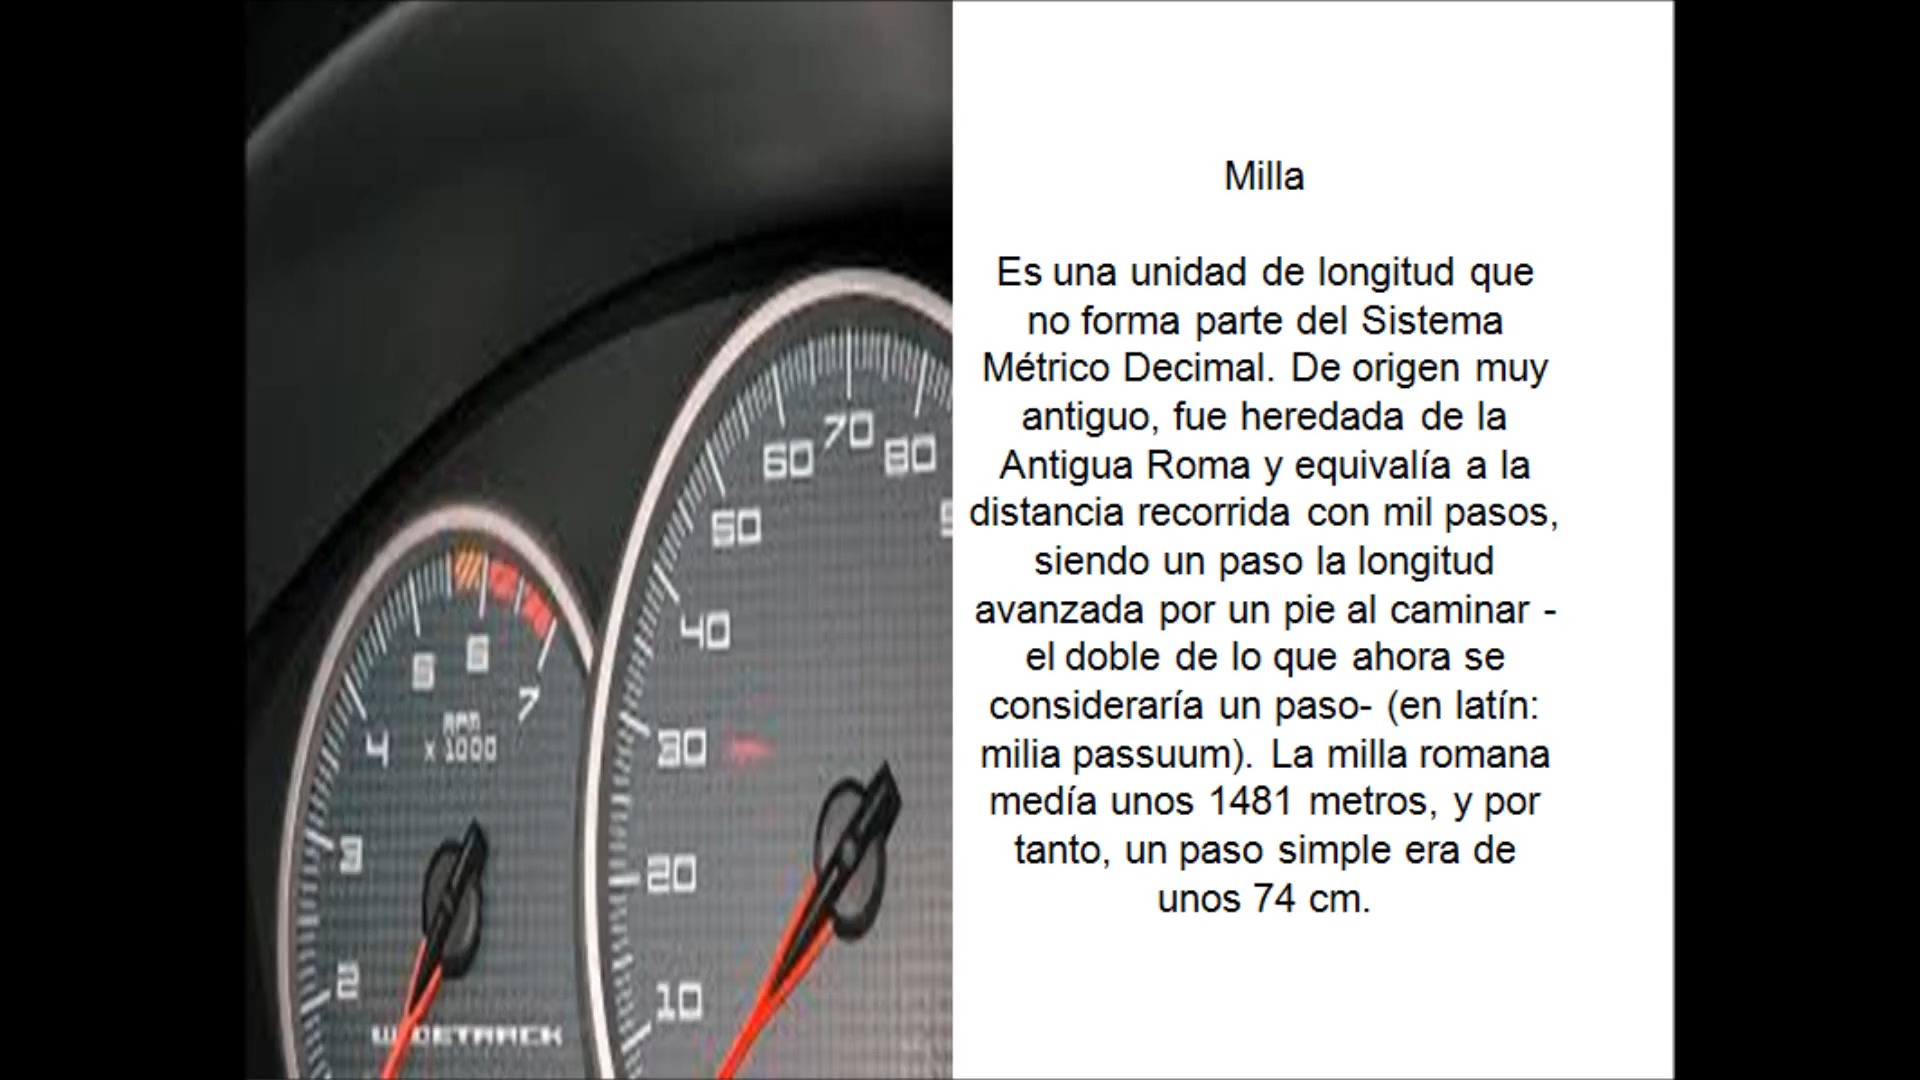 Milla
Es una unidad de longitud que
no forma parte del Sistema
Métrico Decimal. De origen muy
antiguo, fue heredada de la
Antigua Roma y equivalía a la
distancia recorrida con mil pasos,
siendo un paso la longitud
avanzada por un pie al caminar -
el doble de lo que ahora se
consideraría un paso- (en latín:
milia passuum). La milla romana
medía unos 1481 metros, y por
tanto, un paso simple era de
unos 74 cm.
2
3
4
5
6
7
RPM
x 1000
10
20
30
40
50
60
70
80